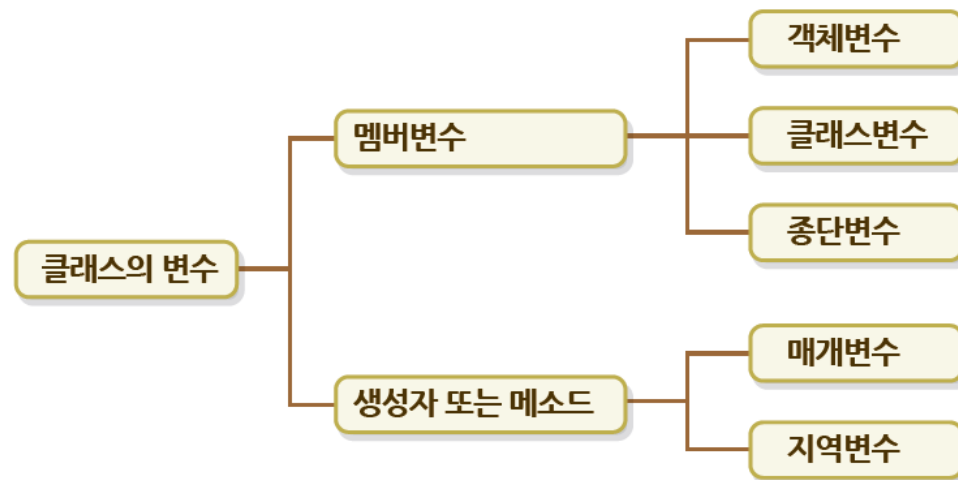 객체변수
멤버변수
클래스변수
종단변수
클래스의 변수
생성자 또는 메소드
매개변수
지역변수